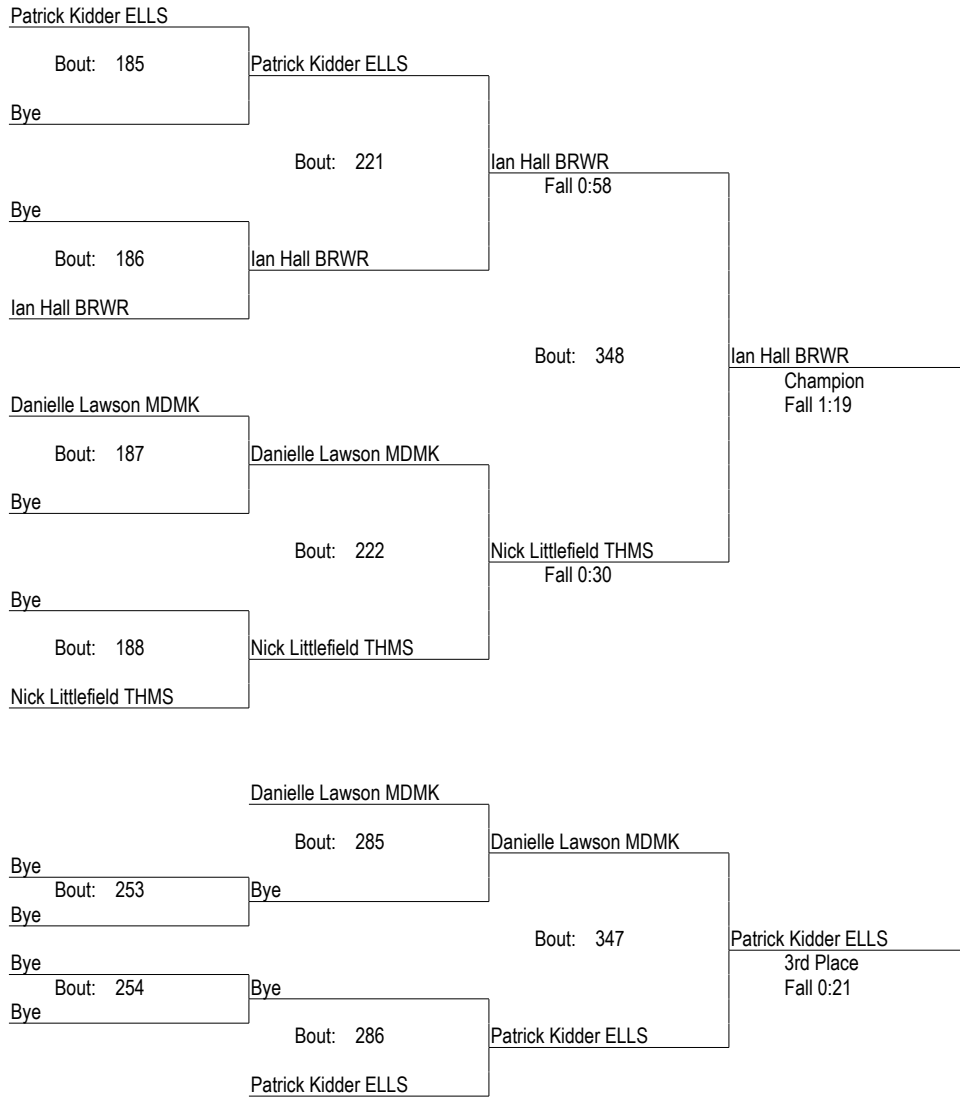 Patrick Kidder ELLS
Bout: 185
Patrick Kidder ELLS
Bye
Bout: 221
Ian Hall BRWR
Fall 0:58
Bye
Bout: 186
Ian Hall BRWR
Ian Hall BRWR
Bout: 348
Ian Hall BRWR
Champion
Fall 1:19
Danielle Lawson MDMK
Bout: 187
Danielle Lawson MDMK
Bye
Bout: 222
Nick Littlefield THMS
Fall 0:30
Bye
Bout: 188
Nick Littlefield THMS
Nick Littlefield THMS
Danielle Lawson MDMK
Bout: 285
Danielle Lawson MDMK
Bye
Bout: 253
Bye
Bye
Bout: 347
Patrick Kidder ELLS
3rd Place
Fall 0:21
Bye
Bout: 254
Bye
Bye
Bout: 286
Patrick Kidder ELLS
Patrick Kidder ELLS